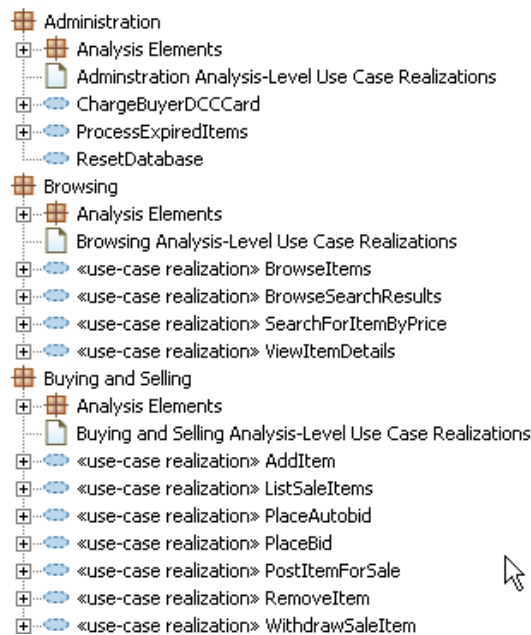 Administration
Analysis Elements
Adminstration Analysis-Level Use Case Realizations
ChargeBuyerDCCCard
ProcessExpiredItems
ResetDatabase
Browsing
Analysis Elements
Browsing Analysis-Level Use Case Realizations
«use-case realization» BrowseItems
«use-case realization» BrowseSearchResults
«use-case realization» SearchForItemByPrice
«use-case realization» ViewItemDetails
Buying and Selling
Analysis Elements
Buying and Selling Analysis-Level Use Case Realizations
«use-case realization» AddItem
«use-case realization» ListSaleItems
«use-case realization» PlaceAutobid
«use-case realization» PlaceBid
«use-case realization» PostItemForSale
«use-case realization» RemoveItem
«use-case realization» WithdrawSaleItem